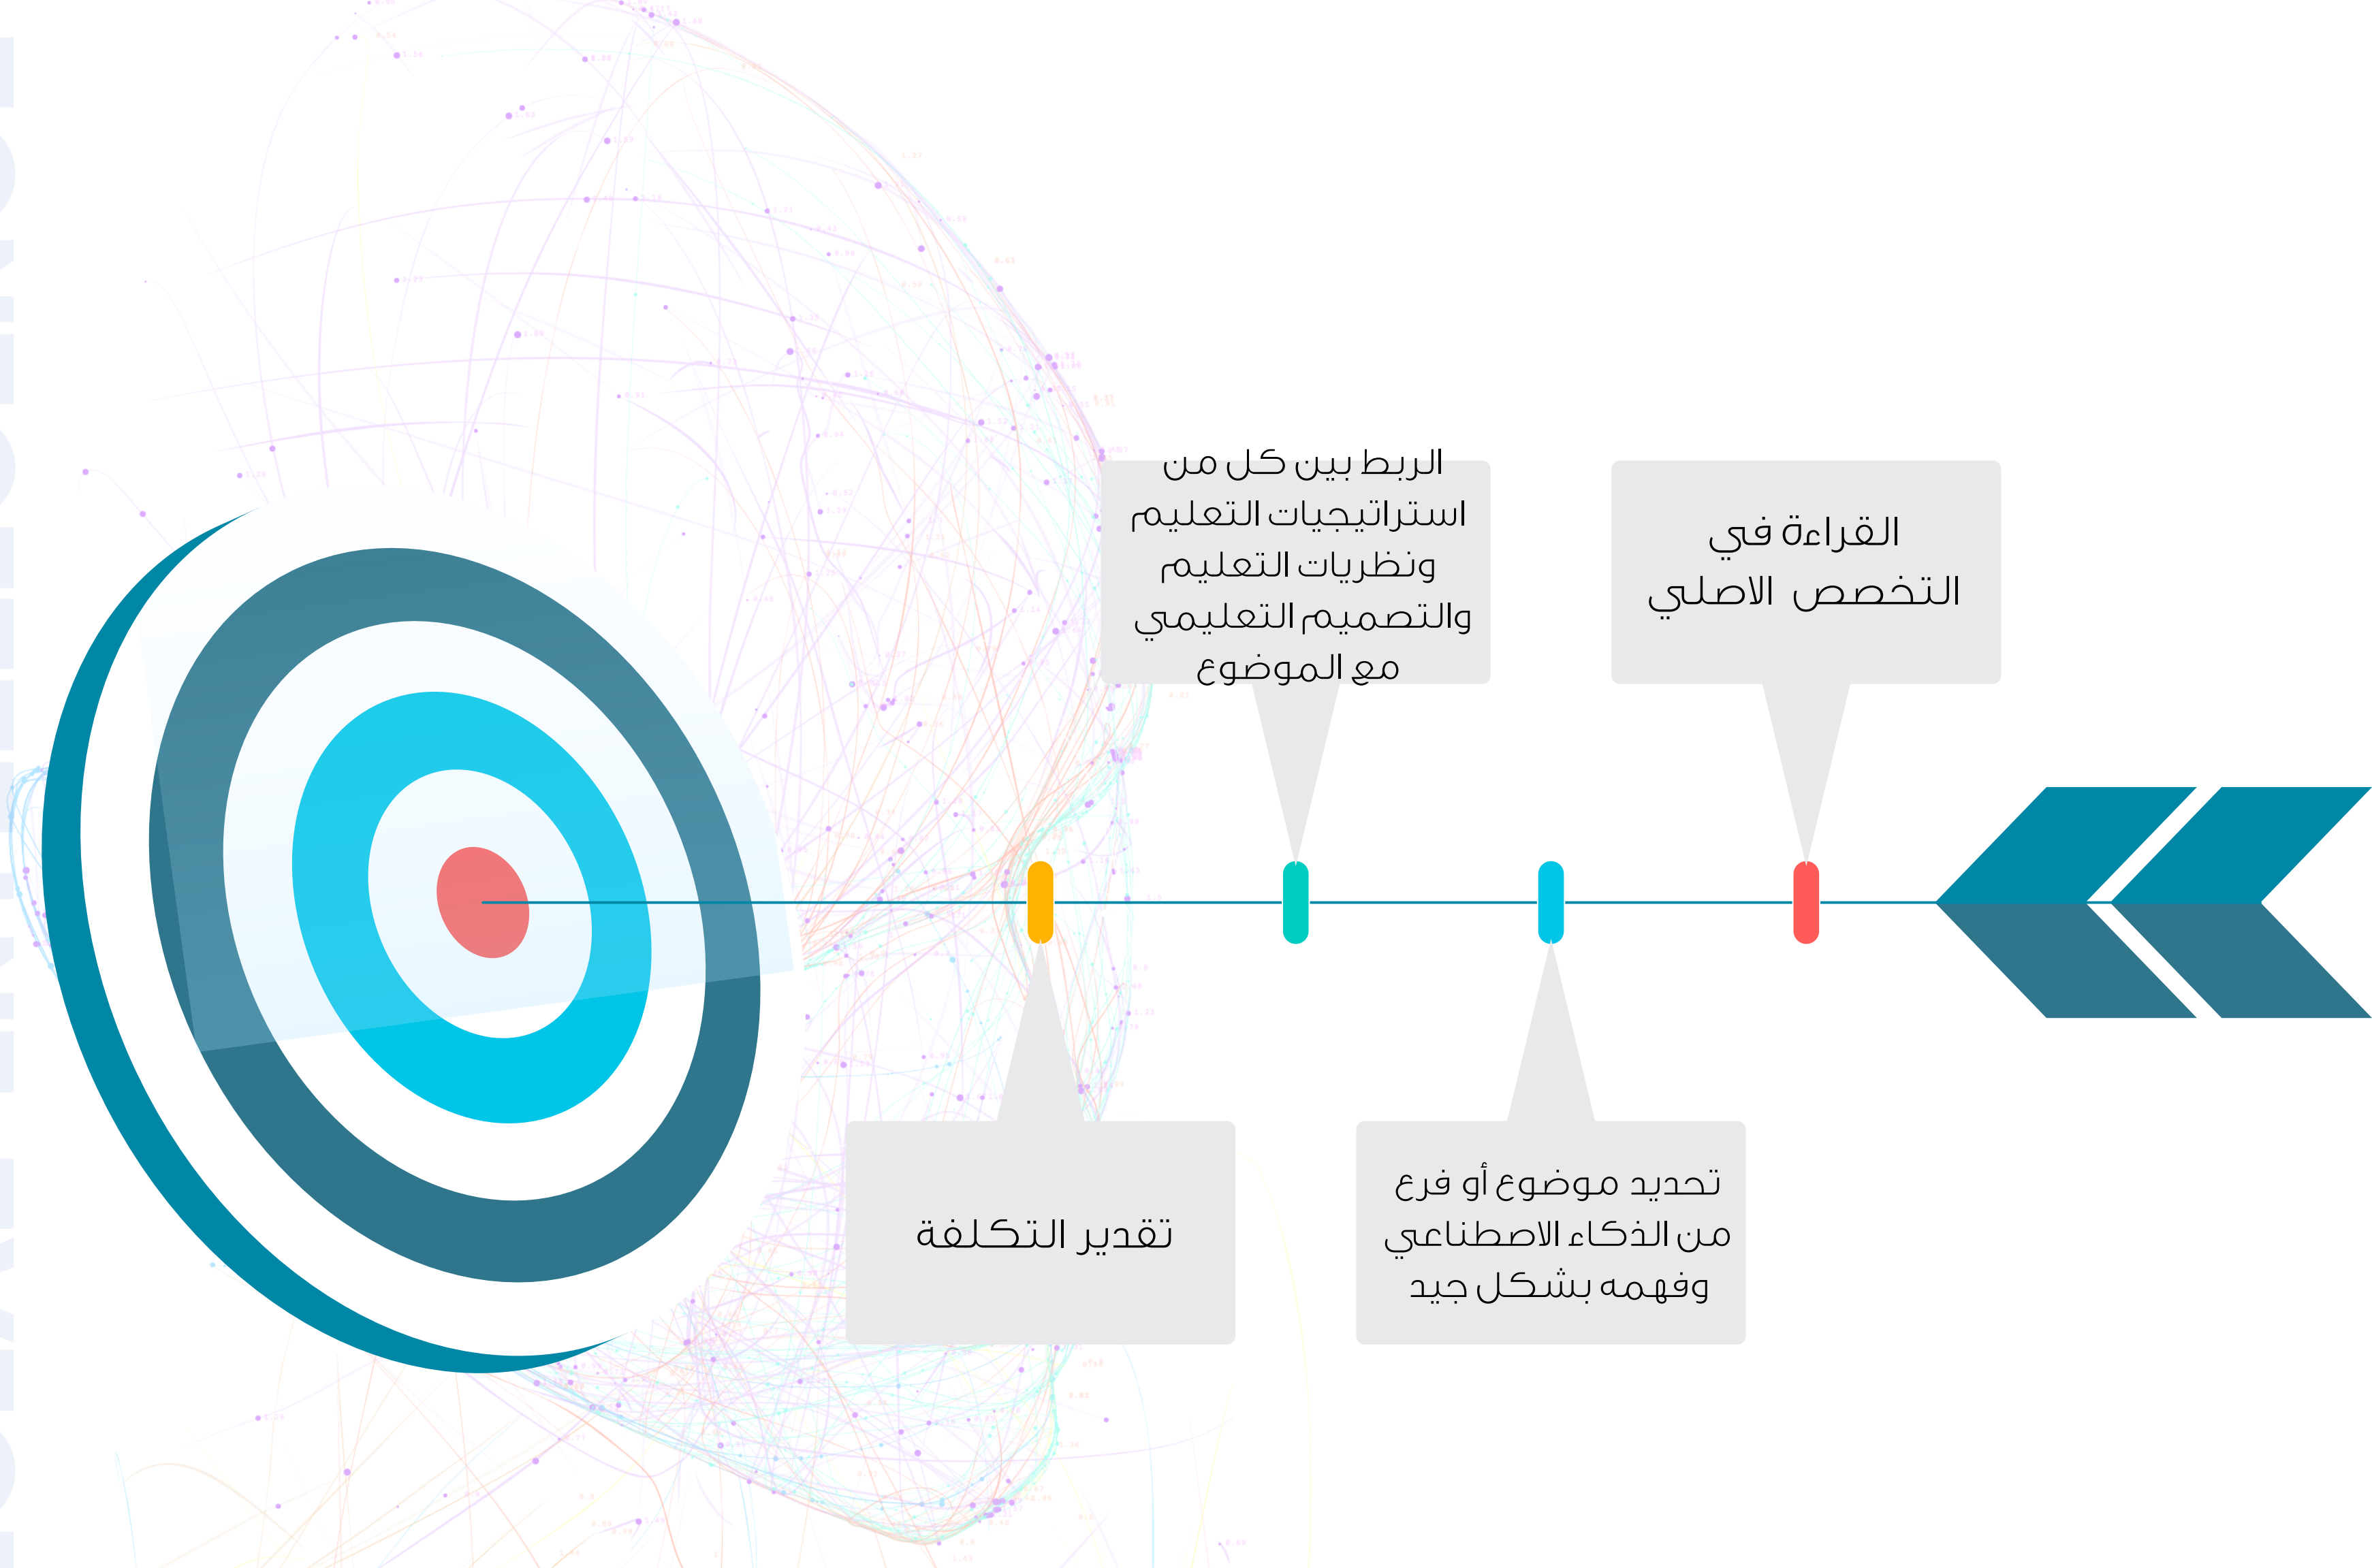 القراءة في
التخصص الاصلي
تحديد موضوع أو فرع
من الذكاء الاصطناعي
وفهمه بشكل جيد
الربط بين كل من
استراتيجيات التعليم
ونظريات التعليم
والتصميم التعليمي
مع الموضوع
تقدير التكلفة